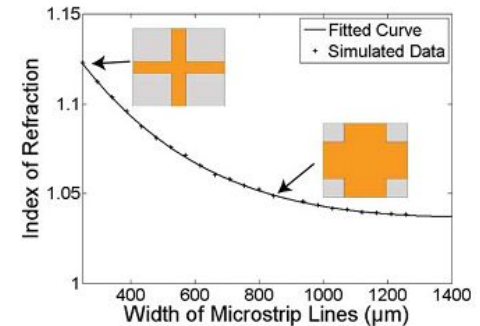 1.15
Fitted Curve
Simulated Data
1.1
1.05
1
Index of Refraction
400 600 800 1000 1200 1400
Width of Microstrip Lines (µm)